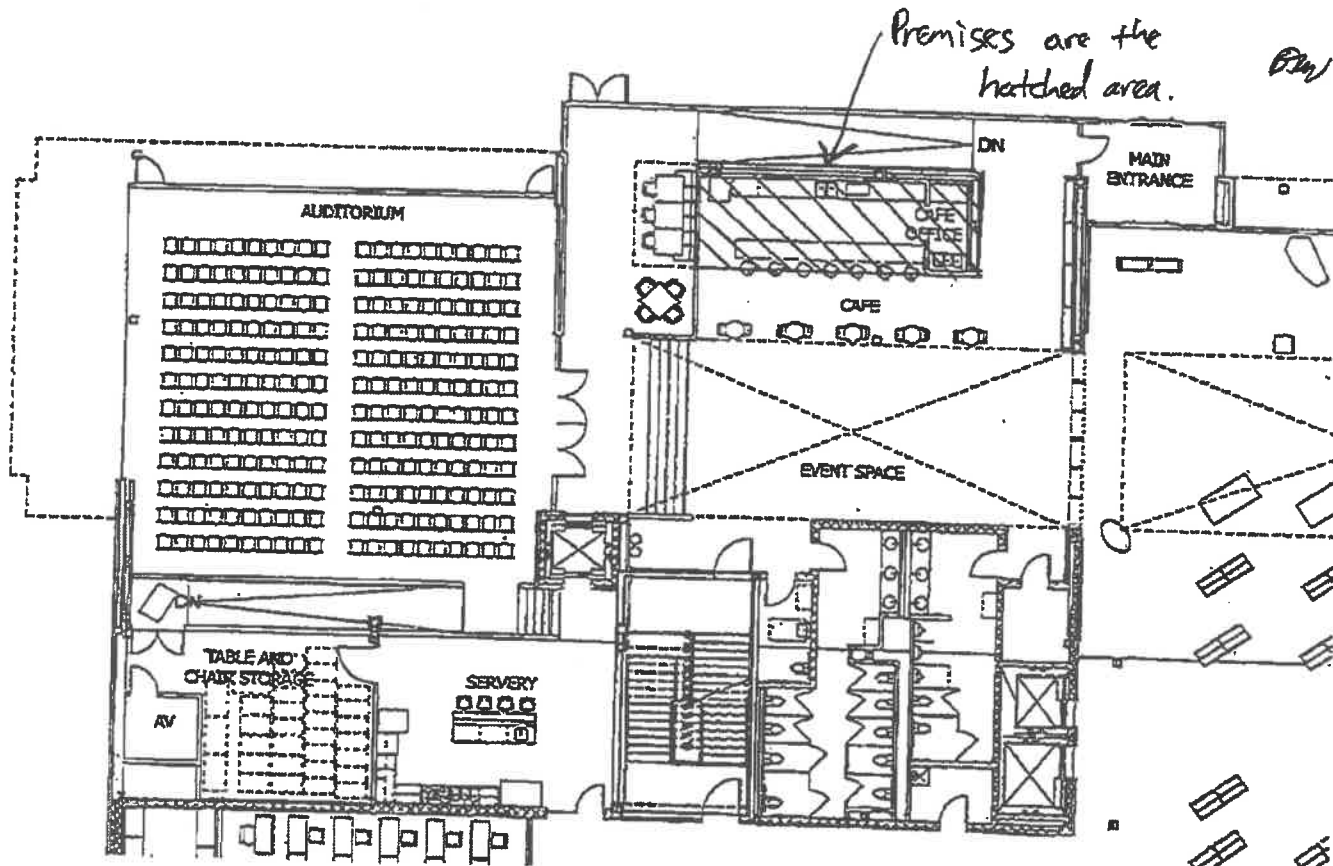 Premises are the
hatched area.
DN
MAIN
ENTRANCE
AUDITORIUM
CAFE
OFFICE
CAFE
EVENT SPACE
DN
TABLE AND
CHAIR STORAGE
SERVERY
AV